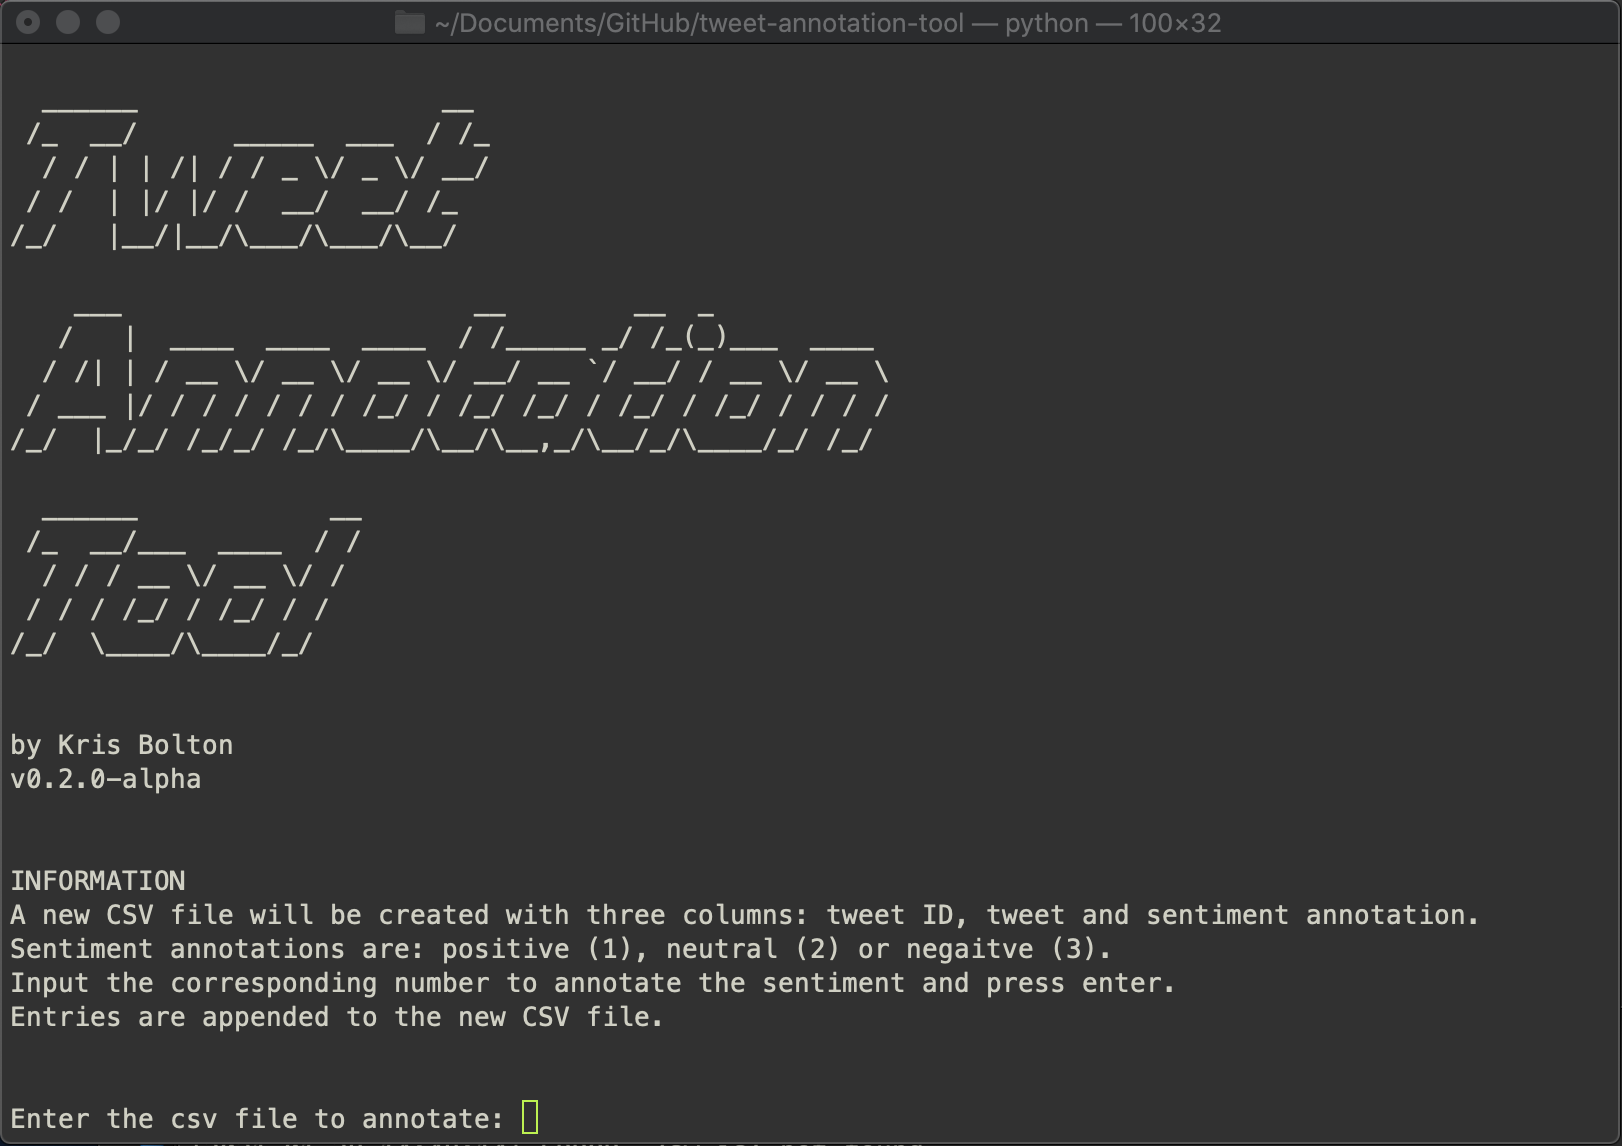 ~/Documents/GitHub/tweet-annotation-tool — python — 100×32
Tweet
Annotation
Tool
by Kris Bolton
v0.2.0-alpha
INFORMATION
A new CSV file will be created with three columns: tweet ID, tweet and sentiment annotation.
Sentiment annotations are: positive (1), neutral (2) or negaitve (3).
Input the corresponding number to annotate the sentiment and press enter.
Entries are appended to the new CSV file.
Enter the csv file to annotate: